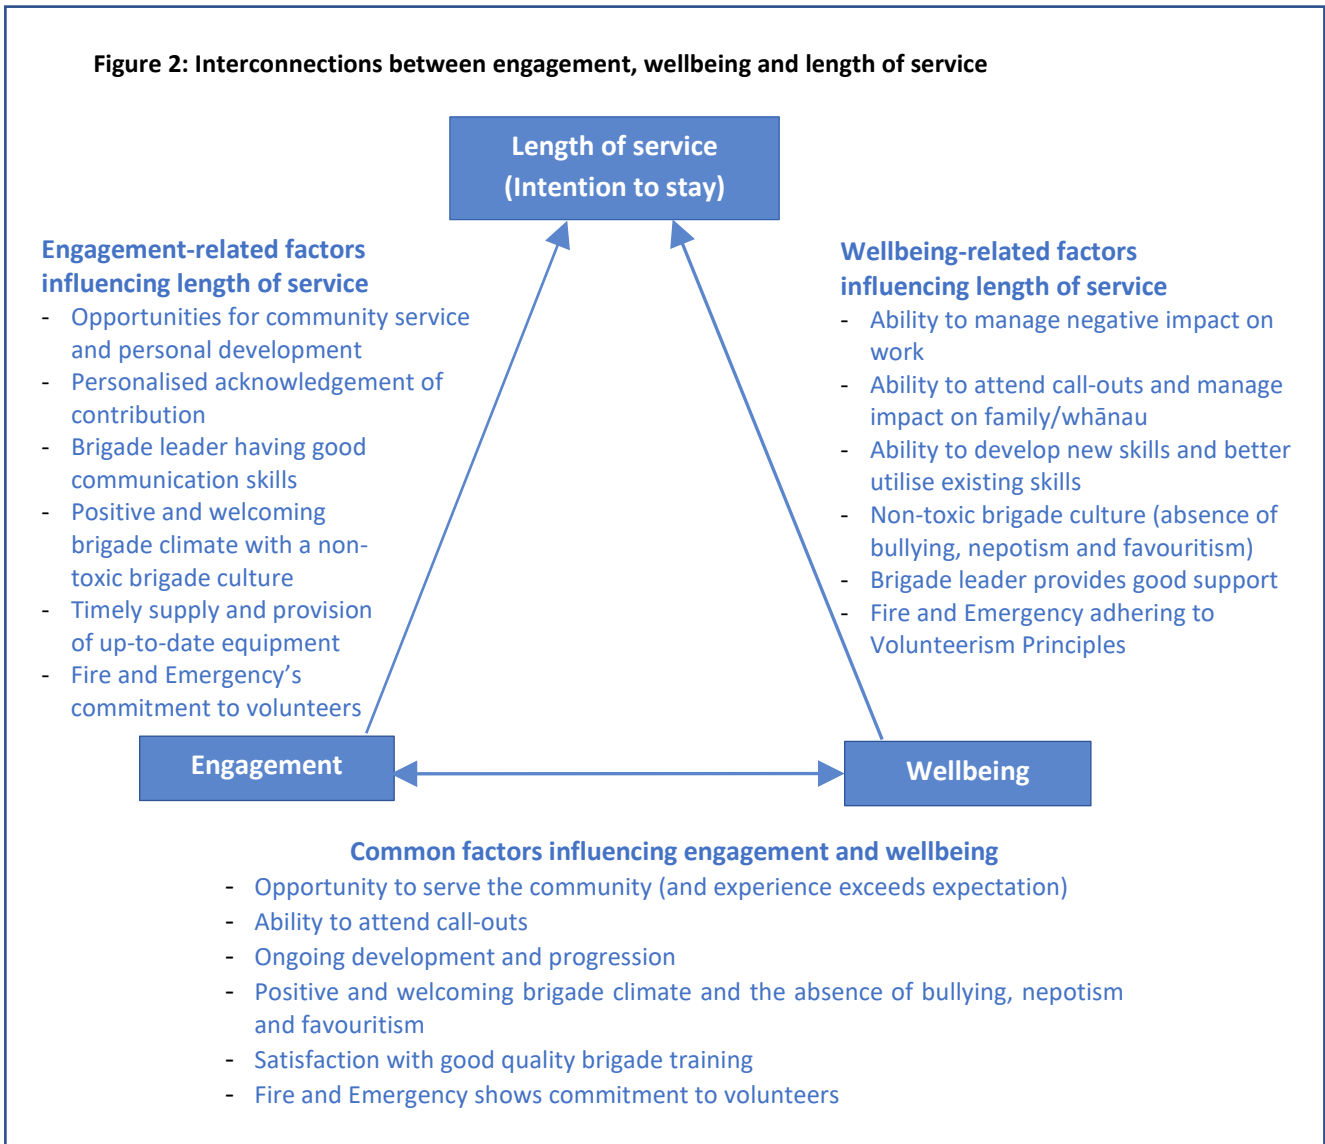 Figure 2: Interconnections between engagement, wellbeing and length of service
Length of service
(Intention to stay)
Engagement-related factors
influencing length of service
- Opportunities for community service
and personal development
- Personalised acknowledgement of
contribution
- Brigade leader having good
communication skills
- Positive and welcoming
brigade climate with a non-
toxic brigade culture
- Timely supply and provision
of up-to-date equipment
- Fire and Emergency’s
commitment to volunteers
Wellbeing-related factors
influencing length of service
- Ability to manage negative impact on
work
- Ability to attend call-outs and manage
impact on family/whānau
- Ability to develop new skills and better
utilise existing skills
- Non-toxic brigade culture (absence of
bullying, nepotism and favouritism)
- Brigade leader provides good support
- Fire and Emergency adhering to
Volunteerism Principles
Engagement
Wellbeing
Common factors influencing engagement and wellbeing
- Opportunity to serve the community (and experience exceeds expectation)
- Ability to attend call-outs
- Ongoing development and progression
- Positive and welcoming brigade climate and the absence of bullying, nepotism
and favouritism
- Satisfaction with good quality brigade training
- Fire and Emergency shows commitment to volunteers